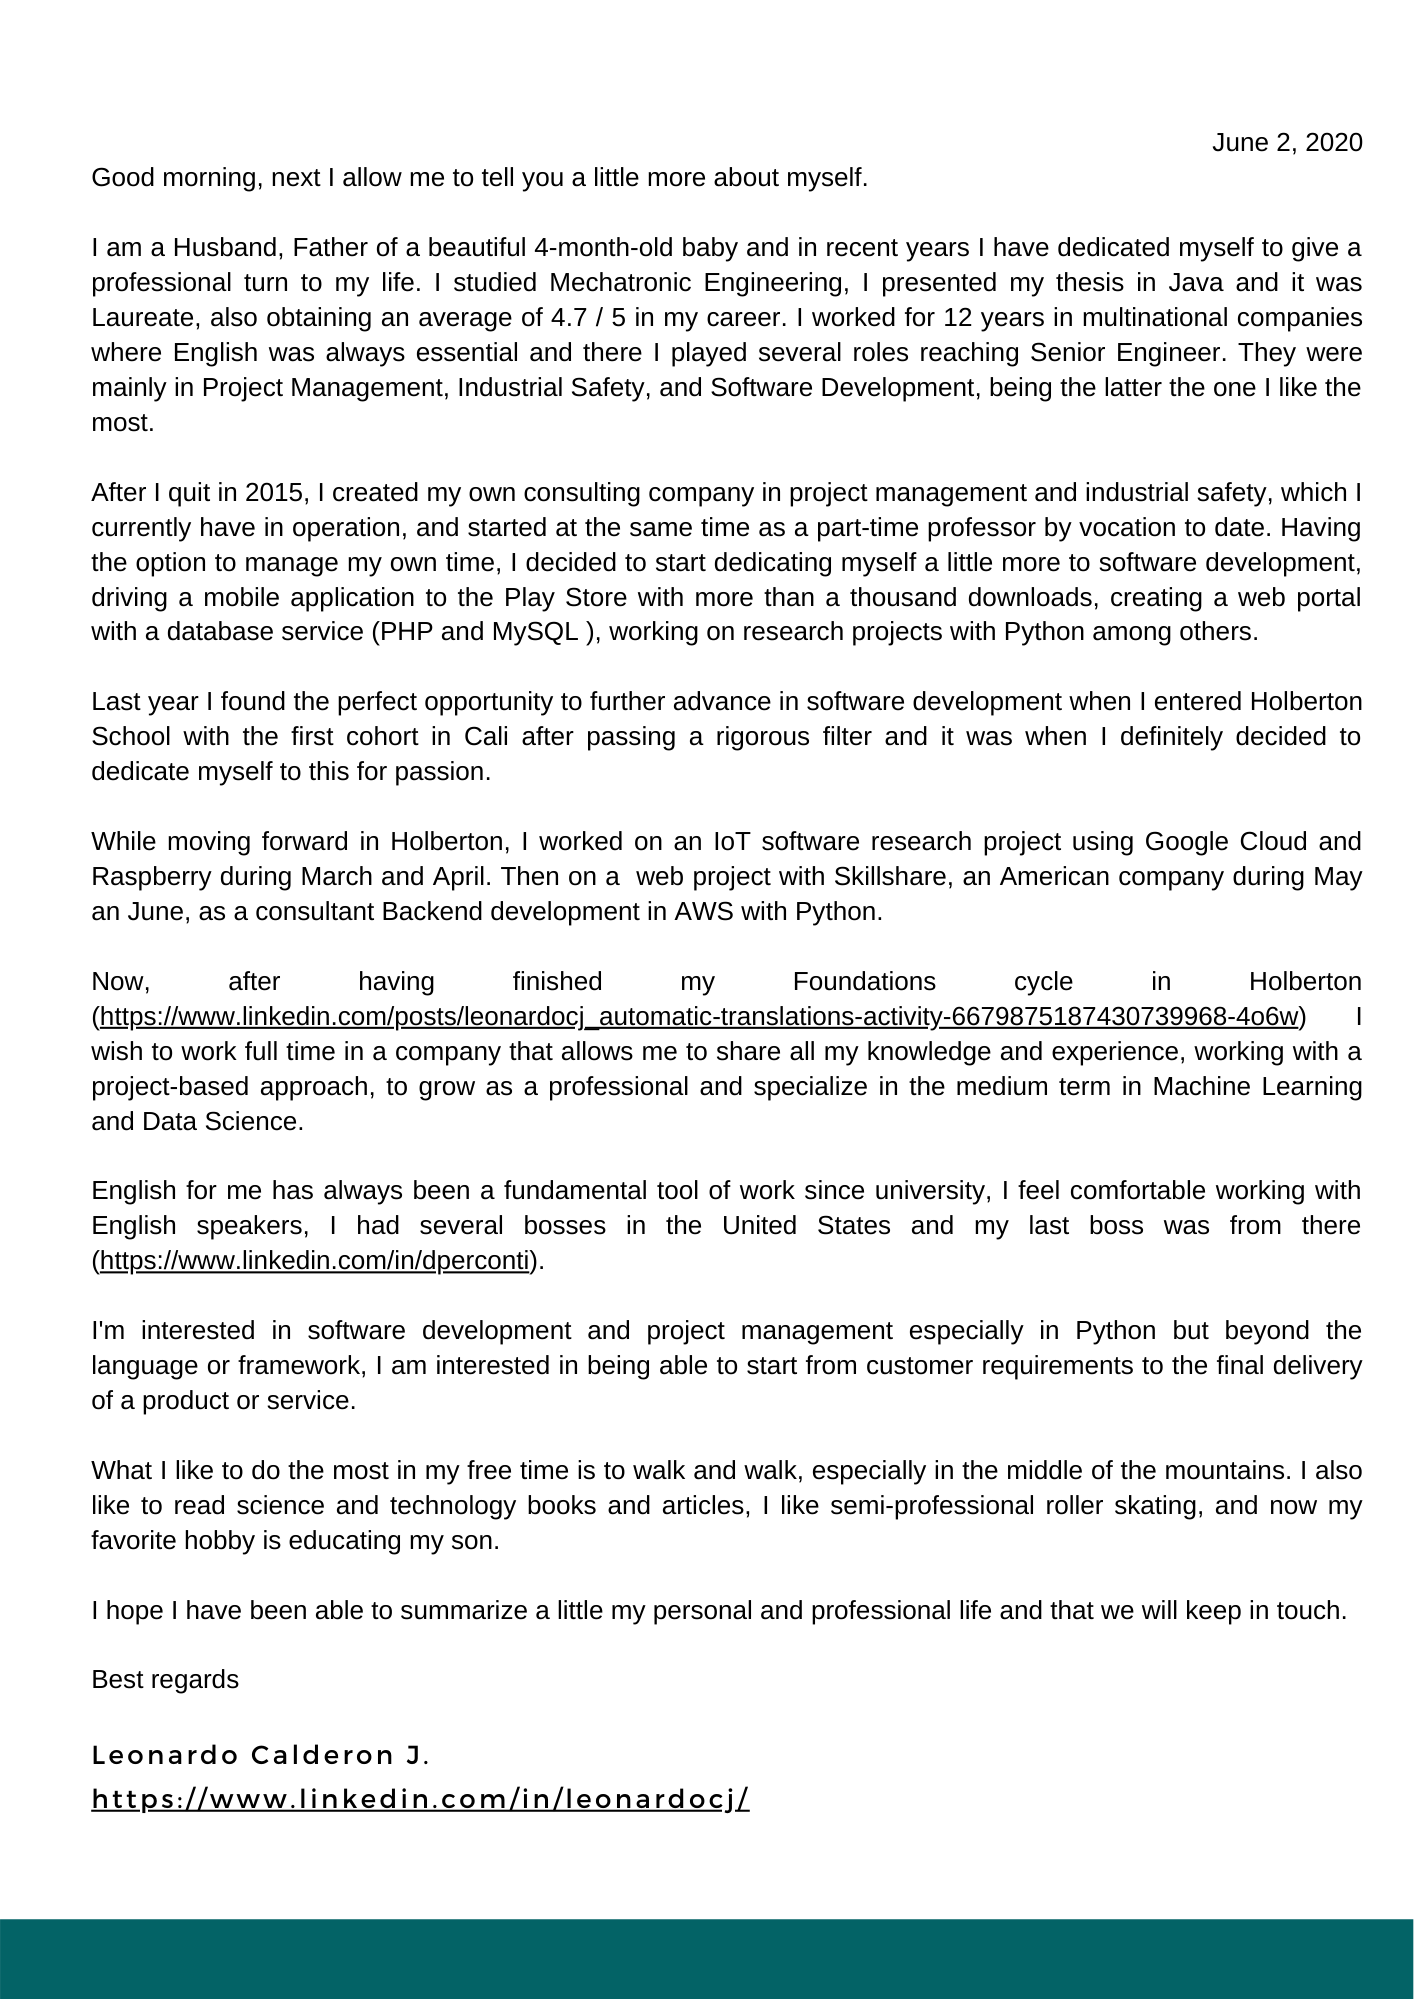 June 2, 2020
Good morning, next I allow me to tell you a little more about myself.
I am a Husband, Father of a beautiful 4-month-old baby and in recent years I have dedicated myself to give a
professional turn to my life. I studied Mechatronic Engineering, I presented my thesis in Java and it was
Laureate, also obtaining an average of 4.7 / 5 in my career. I worked for 12 years in multinational companies
where English was always essential and there I played several roles reaching Senior Engineer. They were
mainly in Project Management, Industrial Safety, and Software Development, being the latter the one I like the
most.
After I quit in 2015, I created my own consulting company in project management and industrial safety, which I
currently have in operation, and started at the same time as a part-time professor by vocation to date. Having
the option to manage my own time, I decided to start dedicating myself a little more to software development,
driving a mobile application to the Play Store with more than a thousand downloads, creating a web portal
with a database service (PHP and MySQL ), working on research projects with Python among others.
Last year I found the perfect opportunity to further advance in software development when I entered Holberton
School with the first cohort in Cali after passing a rigorous filter and it was when I definitely decided to
dedicate myself to this for passion.
While moving forward in Holberton, I worked on an IoT software research project using Google Cloud and
Raspberry during March and April. Then on a  web project with Skillshare, an American company during May
an June, as a consultant Backend development in AWS with Python.
Now, after having finished my Foundations cycle in Holberton
(https://www.linkedin.com/posts/leonardocj_automatic-translations-activity-6679875187430739968-4o6w) I
wish to work full time in a company that allows me to share all my knowledge and experience, working with a
project-based approach, to grow as a professional and specialize in the medium term in Machine Learning
and Data Science.
English for me has always been a fundamental tool of work since university, I feel comfortable working with
English speakers, I had several bosses in the United States and my last boss was from there
(https://www.linkedin.com/in/dperconti).
I'm interested in software development and project management especially in Python but beyond the
language or framework, I am interested in being able to start from customer requirements to the final delivery
of a product or service.
What I like to do the most in my free time is to walk and walk, especially in the middle of the mountains. I also
like to read science and technology books and articles, I like semi-professional roller skating, and now my
favorite hobby is educating my son.
I hope I have been able to summarize a little my personal and professional life and that we will keep in touch.
Best regards
Leonardo Calderon J.
https://www.linkedin.com/in/leonardocj/